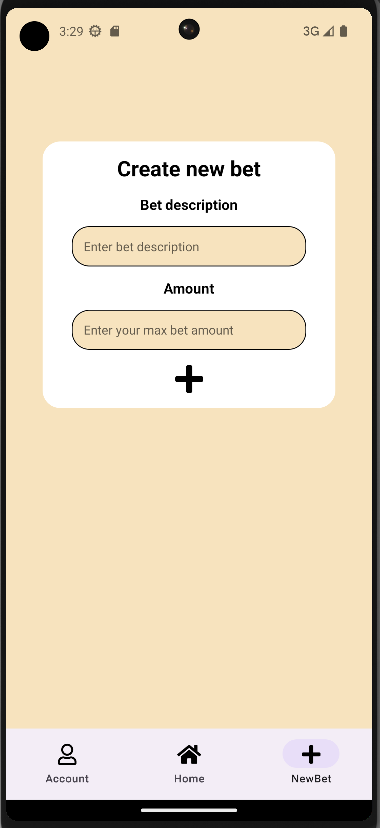 3:29
3G
Create new bet
Bet description
Enter bet description
Amount
Enter your max bet amount
Account
Home
NewBet